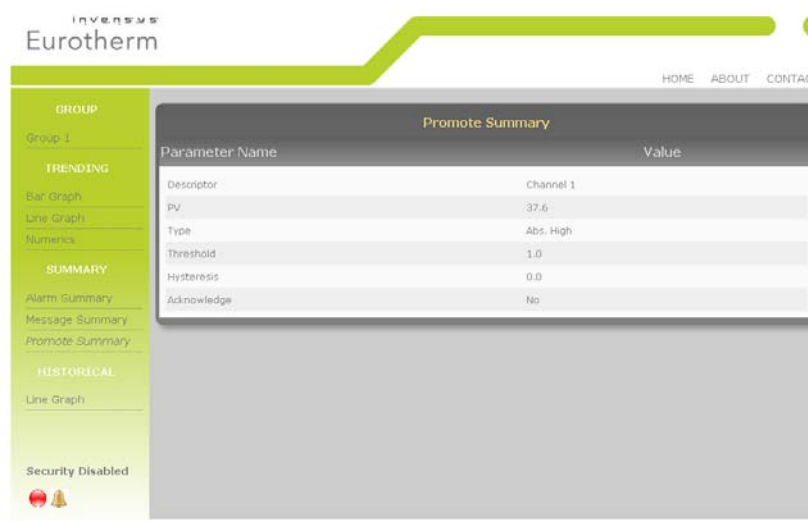 invensys
Eurotherm
HOME ABOUT CONTAC
GROUP
Group 1
TRENDING
Bar Graph
Line Graph
Numerics
SUMMARY
Alarm Summary
Message Summary
Promote Summary
HISTORICAL
Line Graph
Security Disabled
Promote Summary
Parameter Name Value
Descriptor Channel 1
PV 37.6
Type Abs. High
Threshold 1.0
Hysteresis 0.0
Acknowledge No